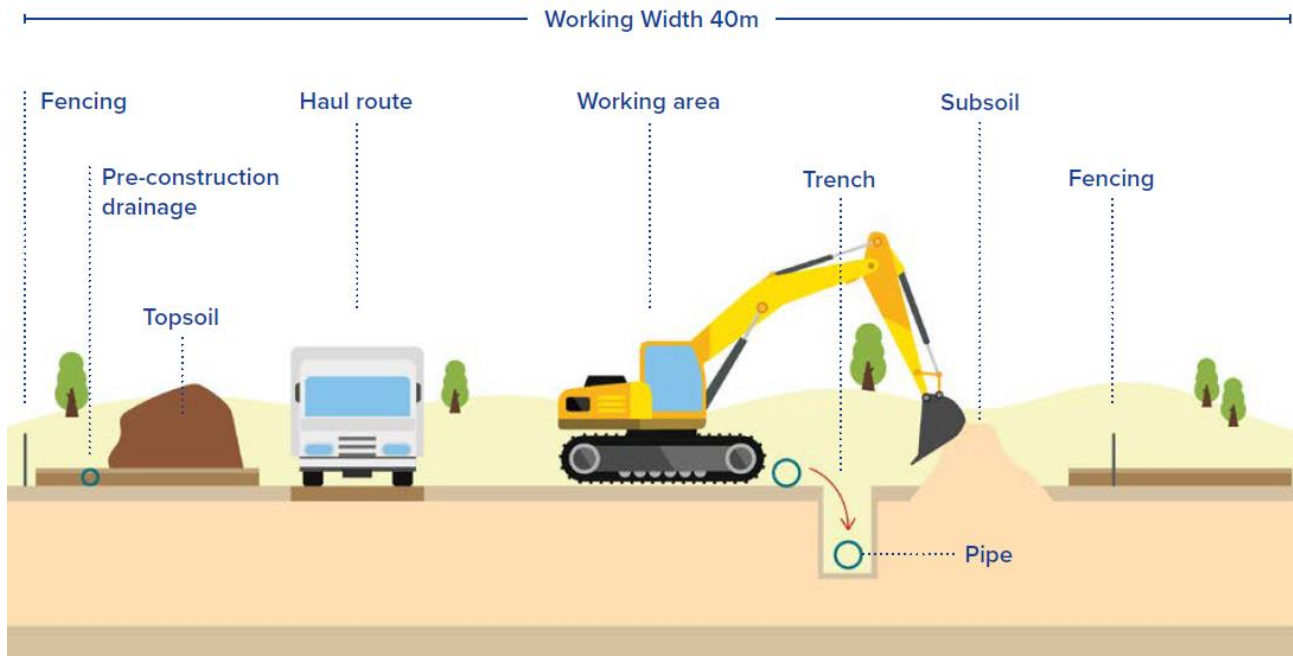 Working Width 40m
Fencing
Haul route
Working area
Subsoil
Pre-construction
drainage
Trench
Fencing
Topsoil
Pipe